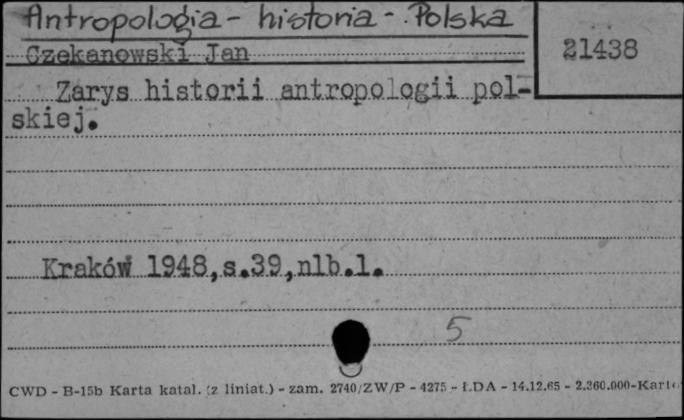 Antropologia - historia - Polska
Czekanowski Jan
21438
Zarys historii antropologii pol-
skiej.
Kraków 1948,s.39,nlb.1.
5
CWD - B-15b Karta katal. (z liniat.) - zam. 2740/ZW/P - 4275 - ŁDA - 14.12.65 - 2.360.000-Kart